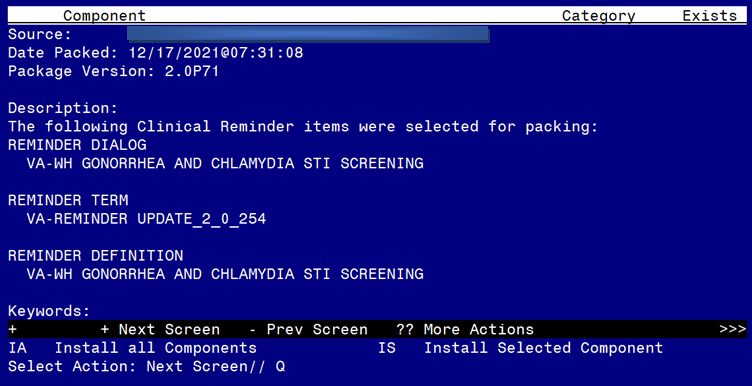 Component Category Exists
Source:
Date Packed: 12/17/2021@07:31:08
Package Version: 2.0P71
Description:
The following Clinical Reminder items were selected for packing:
REMINDER DIALOG
VA-WH GONORRHEA AND CHLAMYDIA STI SCREENING
REMINDER TERM
VA-REMINDER UPDATE_2_0_254
REMINDER DEFINITION
VA-WH GONORRHEA AND CHLAMYDIA STI SCREENING
Keywords:
+ + Next Screen - Prev Screen ?? More Actions >>>
IA Install all Components IS Install Selected Component
Select Action: Next Screen// Q